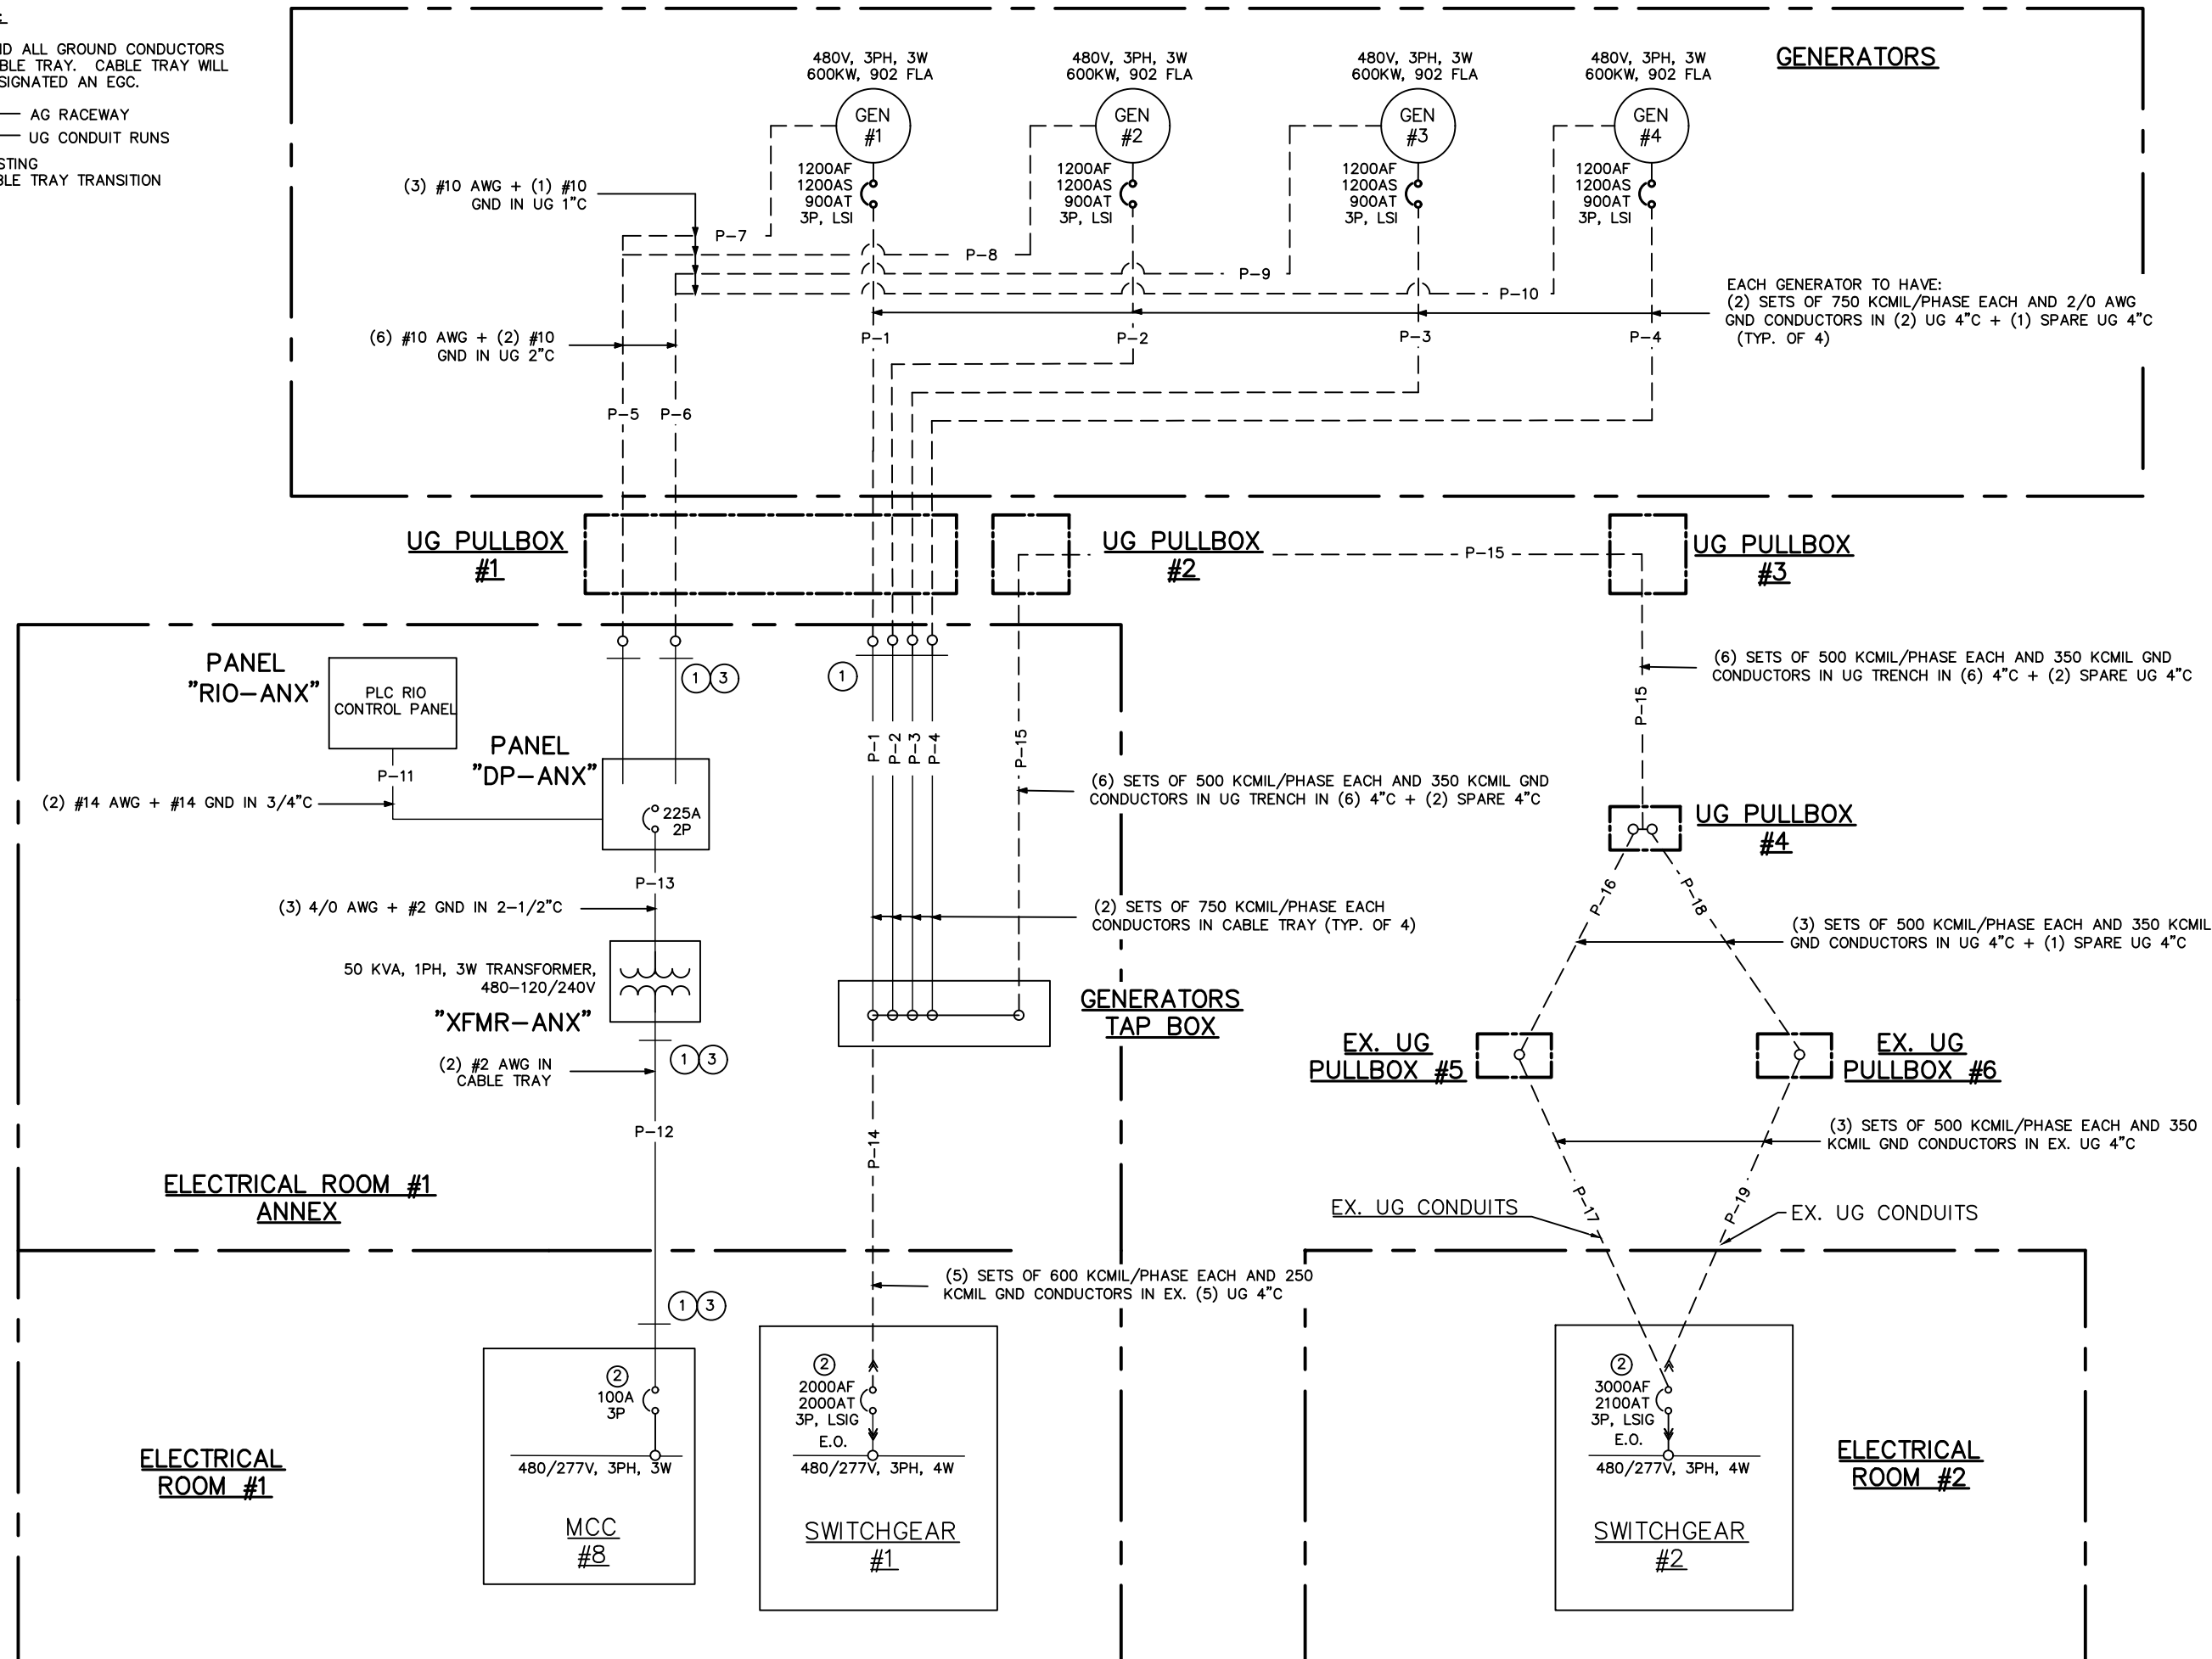 ALL GROUND CONDUCTORS
TRAY. CABLE TRAY WILL
AN EGC.
AG RACEWAY
UG CONDUIT RUNS
TRAY TRANSITION
GENERATORS
480V, 3PH, 3W
600KW, 902 FLA
GEN
#1
1200AF
1200AS
900AT
3P, LSI
480V, 3PH, 3W
600KW, 902 FLA
GEN
#2
1200AF
1200AS
900AT
3P, LSI
480V, 3PH, 3W
600KW, 902 FLA
GEN
#3
1200AF
1200AS
900AT
3P, LSI
480V, 3PH, 3W
600KW, 902 FLA
GEN
#4
1200AF
1200AS
900AT
3P, LSI
(3) #10 AWG + (1) #10
GND IN UG 1"C
P-7
P-8
P-9
P-10
EACH GENERATOR TO HAVE:
(2) SETS OF 750 KCMIL/PHASE EACH AND 2/0 AWG
GND CONDUCTORS IN (2) UG 4"C + (1) SPARE UG 4"C
(TYP. OF 4)
(6) #10 AWG + (2) #10
GND IN UG 2"C
P-1
P-2
P-3
P-4
P-5
P-6
UG PULLBOX
#1
UG PULLBOX
#2
P-15
UG PULLBOX
#3
PANEL
"RIO-ANX"
PLC RIO
CONTROL PANEL
1
3
1
(6) SETS OF 500 KCMIL/PHASE EACH AND 350 KCMIL GND
CONDUCTORS IN UG TRENCH IN (6) 4"C + (2) SPARE UG 4"C
P-15
PANEL
"DP-ANX"
P-11
(2) #14 AWG + #14 GND IN 3/4"C
225A
2P
P-1
P-2
P-3
P-4
P-15
(6) SETS OF 500 KCMIL/PHASE EACH AND 350 KCMIL GND
CONDUCTORS IN UG TRENCH IN (6) 4"C + (2) SPARE 4"C
UG PULLBOX
#4
P-13
(3) 4/0 AWG + #2 GND IN 2-1/2"C
(2) SETS OF 750 KCMIL/PHASE EACH
CONDUCTORS IN CABLE TRAY (TYP. OF 4)
P-16
P-18
(3) SETS OF 500 KCMIL/PHASE EACH AND 350 KCMIL
GND CONDUCTORS IN UG 4"C + (1) SPARE UG 4"C
50 KVA, 1PH, 3W TRANSFORMER,
480-120/240V
"XFMR-ANX"
GENERATORS
TAP BOX
(2) #2 AWG IN
CABLE TRAY
1
3
EX. UG
PULLBOX #5
EX. UG
PULLBOX #6
P-12
P-14
(3) SETS OF 500 KCMIL/PHASE EACH AND 350
KCMIL GND CONDUCTORS IN EX. UG 4"C
ELECTRICAL ROOM #1
ANNEX
EX. UG CONDUITS
P-17
P-19
EX. UG CONDUITS
(5) SETS OF 600 KCMIL/PHASE EACH AND 250
KCMIL GND CONDUCTORS IN EX. (5) UG 4"C
1
3
2
100A
3P
480/277V, 3PH, 3W
MCC
#8
2
2000AF
2000AT
3P, LSIG
E.O.
480/277V, 3PH, 4W
SWITCHGEAR
#1
2
3000AF
2100AT
3P, LSIG
E.O.
480/277V, 3PH, 4W
SWITCHGEAR
#2
ELECTRICAL
ROOM #1
ELECTRICAL
ROOM #2